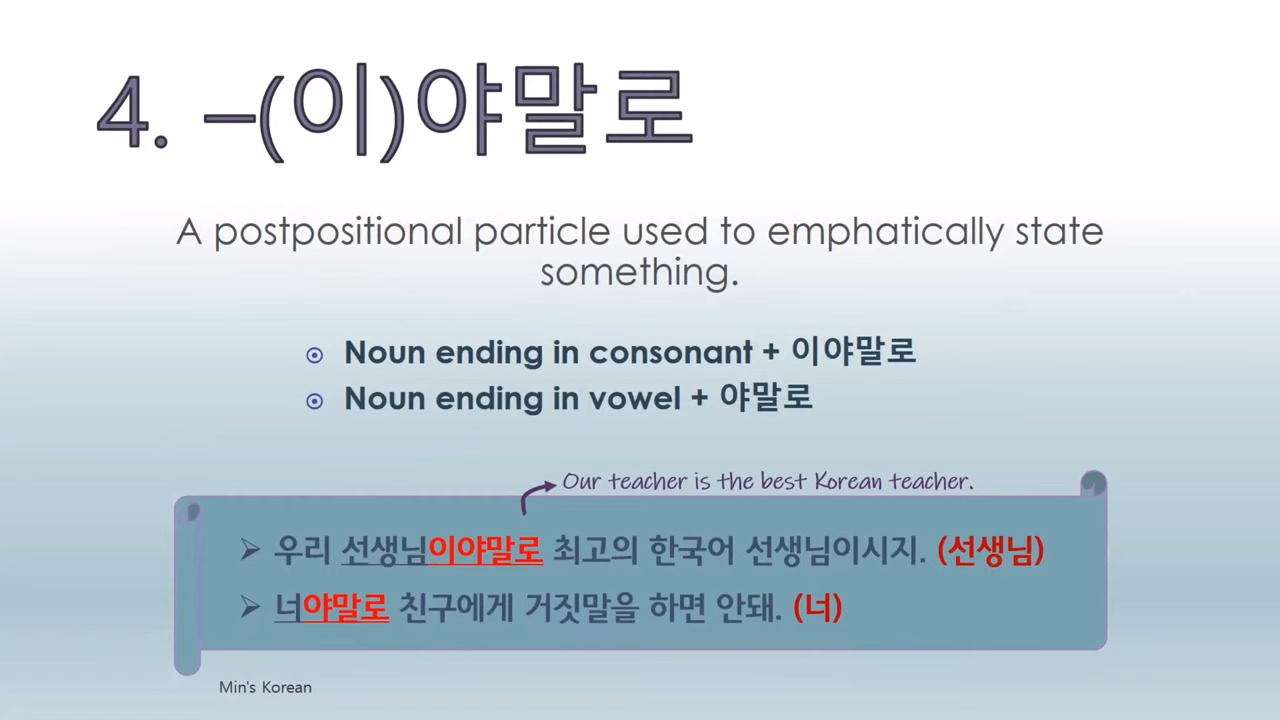 4. –(이)야말로
A postpositional particle used to emphatically state
something.
Noun ending in consonant + 이야말로
Noun ending in vowel + 야말로
Our teacher is the best Korean teacher.
우리 선생님이야말로 최고의 한국어 선생님이시지. (선생님)
너야말로 친구에게 거짓말을 하면 안돼. (너)
Min's Korean